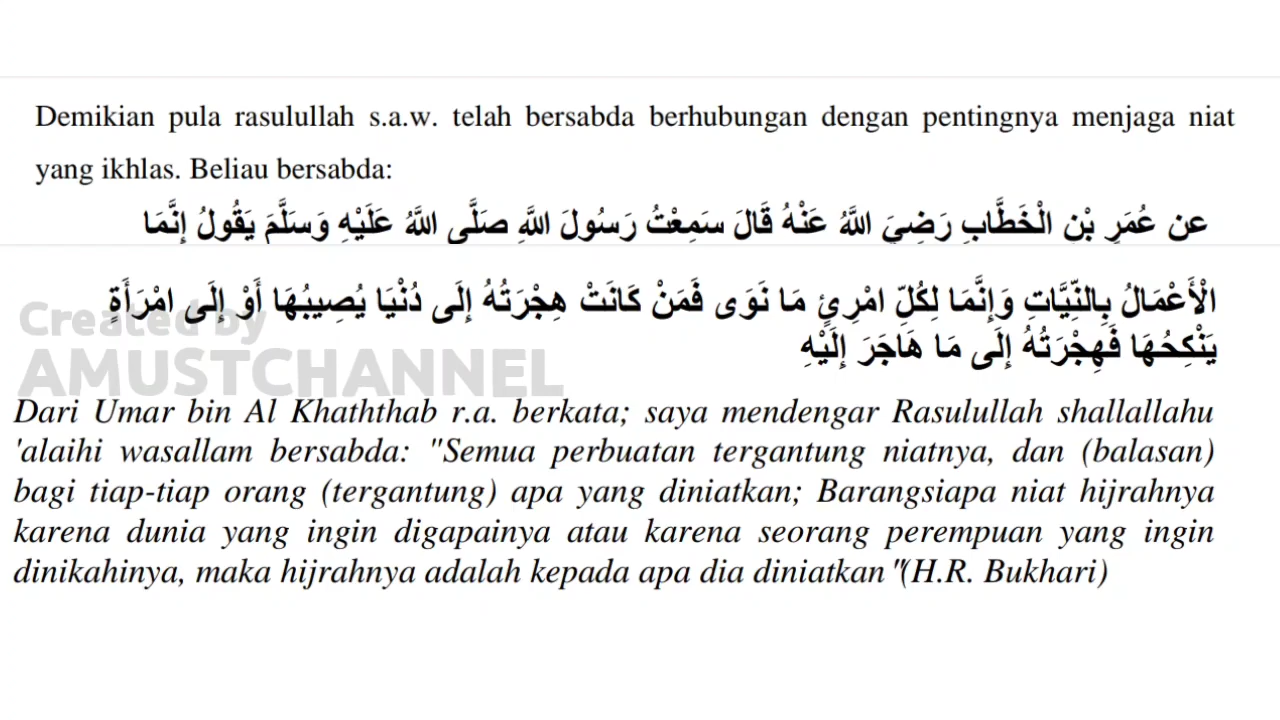 Demikian pula rasulullah s.a.w. telah bersabda berhubungan dengan pentingnya menjaga niat
yang ikhlas. Beliau bersabda:
عن عُمَرِ بْنِ الْخَطَّابِ رَضِيَ اللَّهُ عَنْهُ قَالَ سَمِعْتُ رَسُولَ اللَّهِ صَلَّى اللَّهُ عَلَيْهِ وَسَلَّمَ يَقُولُ إِنَّمَا
الْأَعْمَالُ بِالنِّيَّاتِ وَإِنَّمَا لِكُلِّ امْرِئٍ مَا نَوَى فَمَنْ كَانَتْ هِجْرَتُهُ إِلَى دُنْيَا يُصِيبُهَا أَوْ إِلَى امْرَأَةٍ
يَنْكِحُهَا فَهِجْرَتُهُ إِلَى مَا هَاجَرَ إِلَيْهِ
Created by
AMUSTCHANNEL
Dari Umar bin Al Khaththab r.a. berkata; saya mendengar Rasulullah shallallahu
'alaihi wasallam bersabda: "Semua perbuatan tergantung niatnya, dan (balasan)
bagi tiap-tiap orang (tergantung) apa yang diniatkan; Barangsiapa niat hijrahnya
karena dunia yang ingin digapainya atau karena seorang perempuan yang ingin
dinikahinya, maka hijrahnya adalah kepada apa dia diniatkan "(H.R. Bukhari)